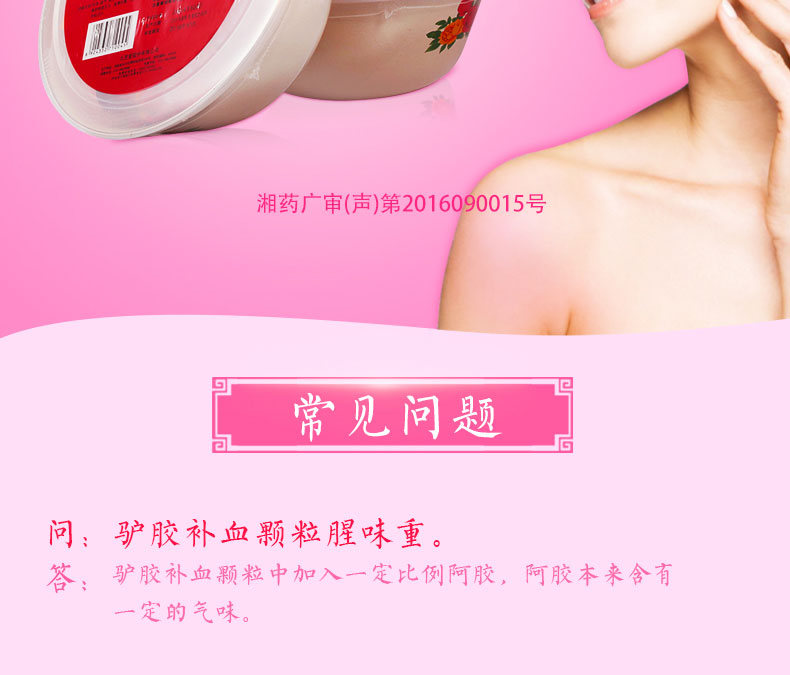 湘药广审(声)第2016090015号
常见问题
问：驴胶补血颗粒腥味重。
答：驴胶补血颗粒中加入一定比例阿胶，阿胶本来含有
一定的气味。